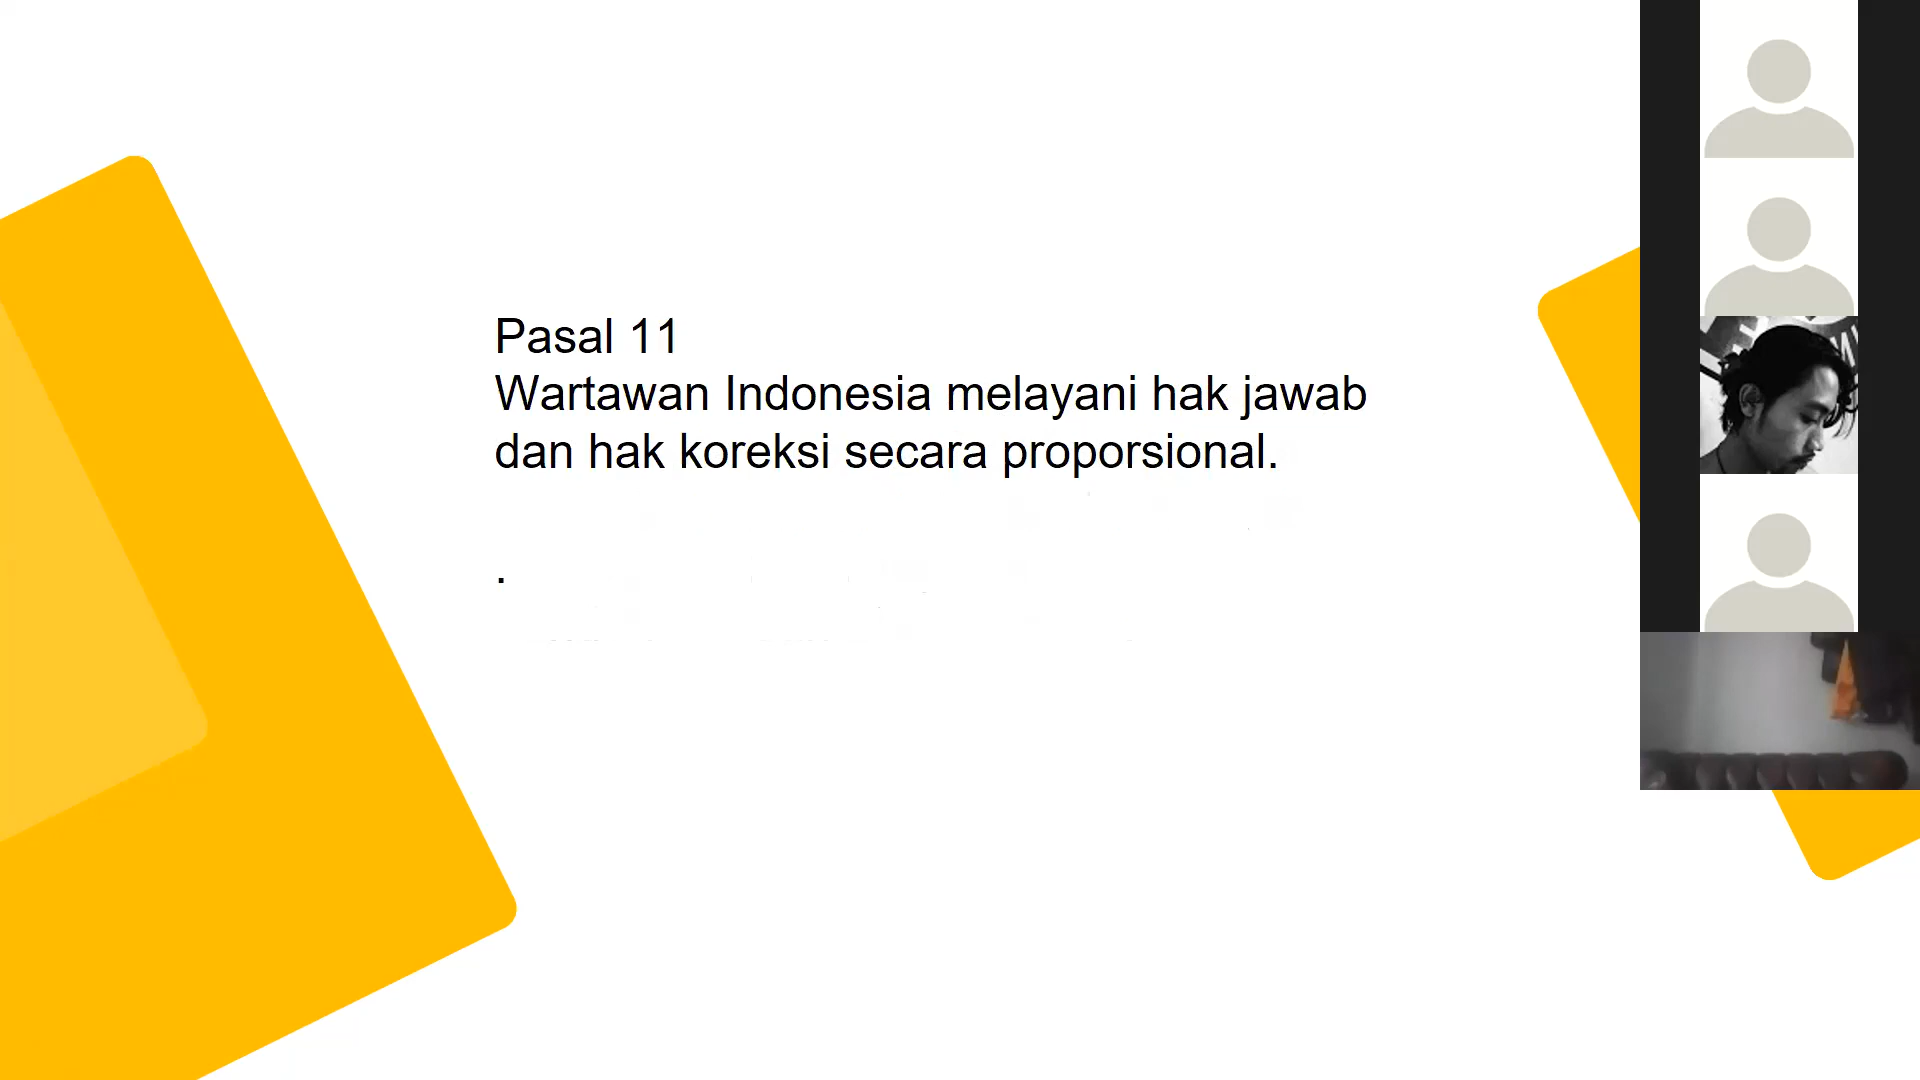 Pasal 11
Wartawan Indonesia melayani hak jawab
dan hak koreksi secara proporsional.
.